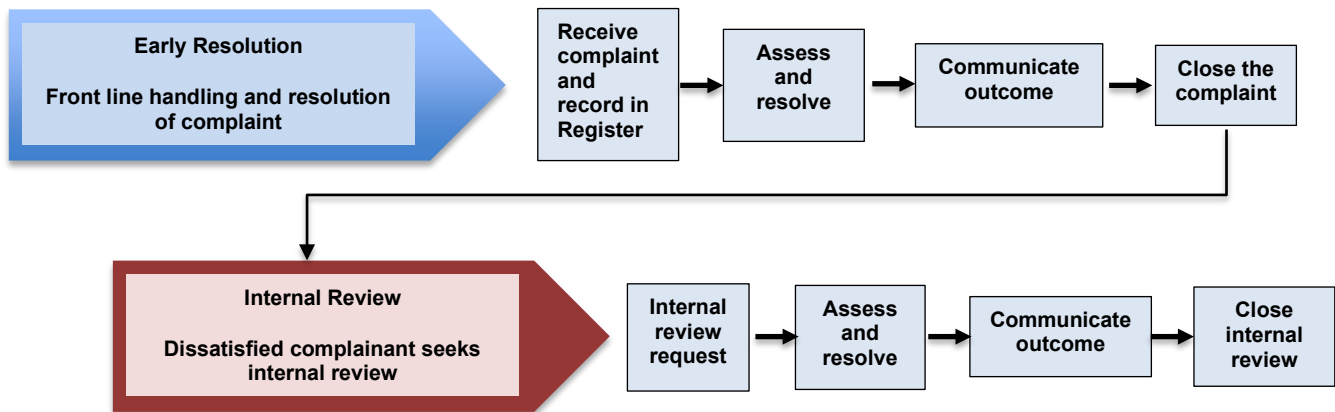 Early Resolution
Front line handling and resolution
of complaint
Receive
complaint
and
record in
Register
Assess
and
resolve
Communicate
outcome
Close the
complaint
Internal Review
Dissatisfied complainant seeks
internal review
Internal
review
request
Assess
and
resolve
Communicate
outcome
Close
internal
review